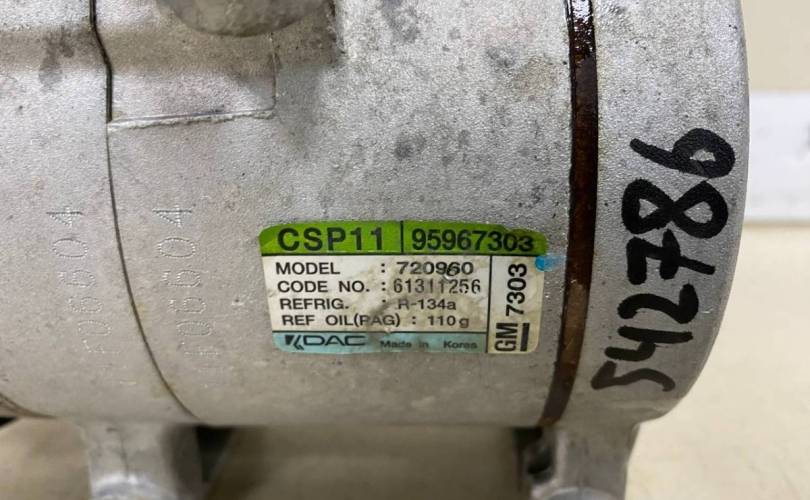 CSP11 95967303
MODEL : 720960
CODE NO. : 61311256
REFRIG. : R-134a
REF OIL(PAG) : 110g
KDAC Made in Korea
GM 7303
542786